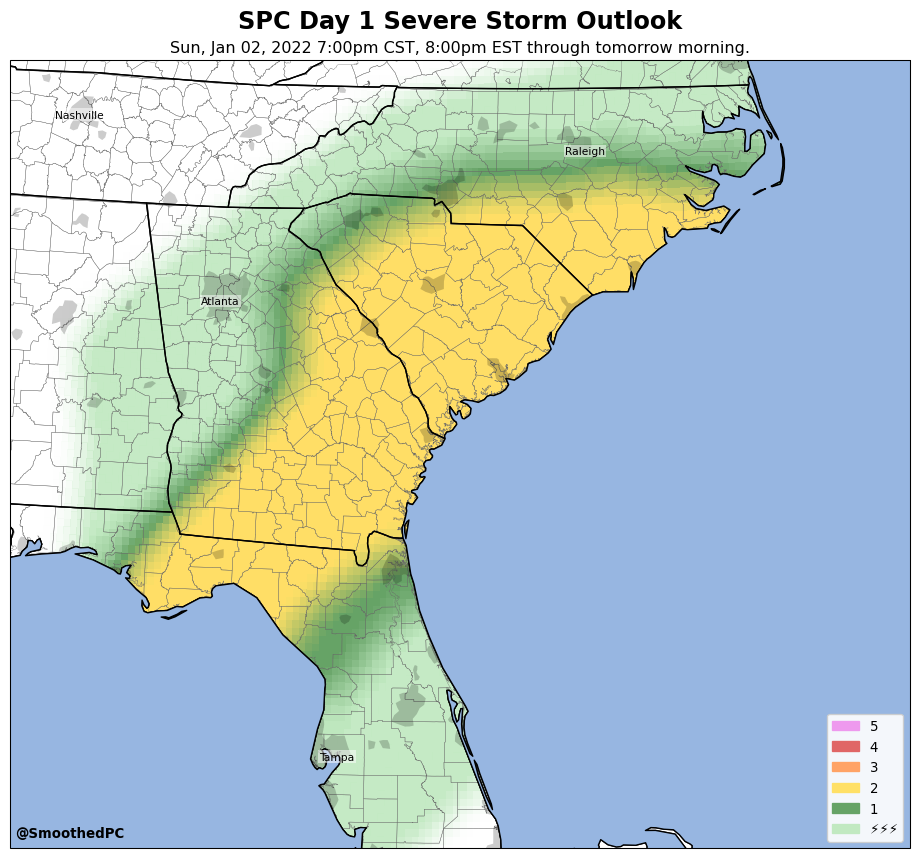 SPC Day 1 Severe Storm Outlook
Sun, Jan 02, 2022 7:00pm CST, 8:00pm EST through tomorrow morning.
Nashville
Raleigh
Atlanta
Tampa
5
4
3
2
1
⚡⚡⚡
@SmoothedPC